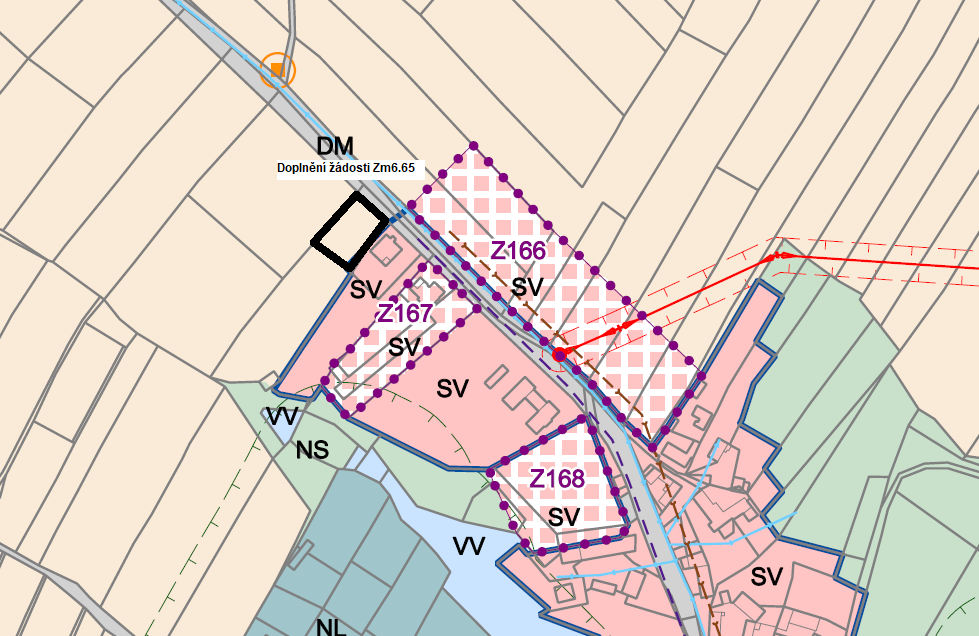 DM
Doplnění žádosti Zm6.65
Z166
SV
SV
Z167
SV
SV
VV
NS
Z168
SV
VV
SV
NL